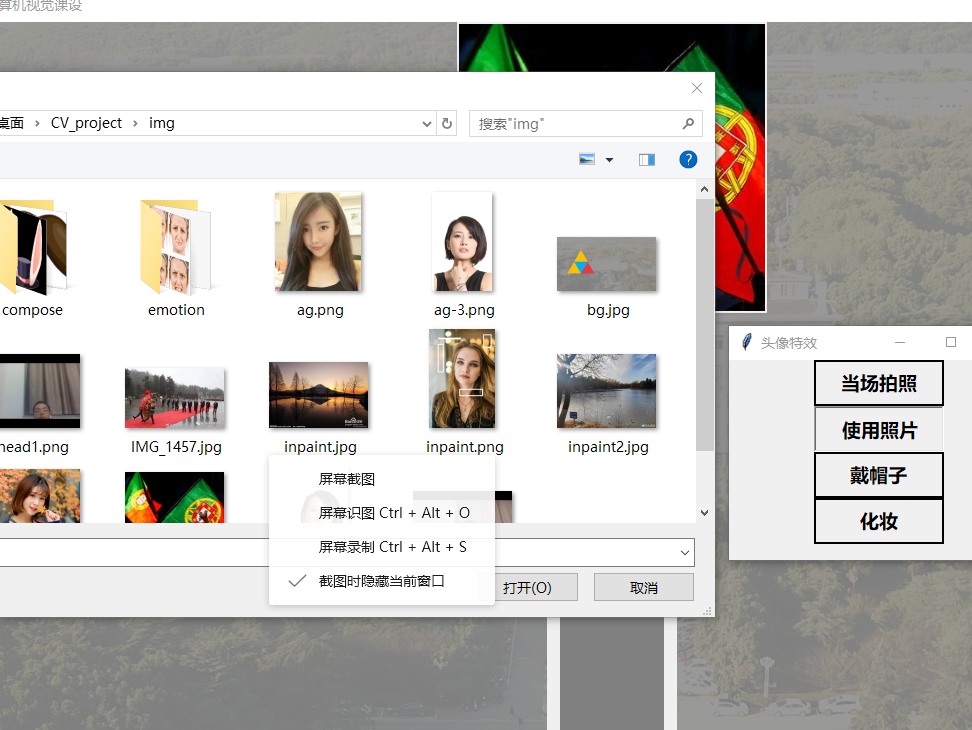 算机视觉课设
桌面 › CV_project › img
搜索"img"
compose
emotion
ag.png
ag-3.png
bg.jpg
head1.png
IMG_1457.jpg
inpaint.jpg
inpaint.png
inpaint2.jpg
屏幕截图
屏幕识图 Ctrl + Alt + O
屏幕录制 Ctrl + Alt + S
截图时隐藏当前窗口
打开(O)
取消
头像特效
当场拍照
使用照片
戴帽子
化妆